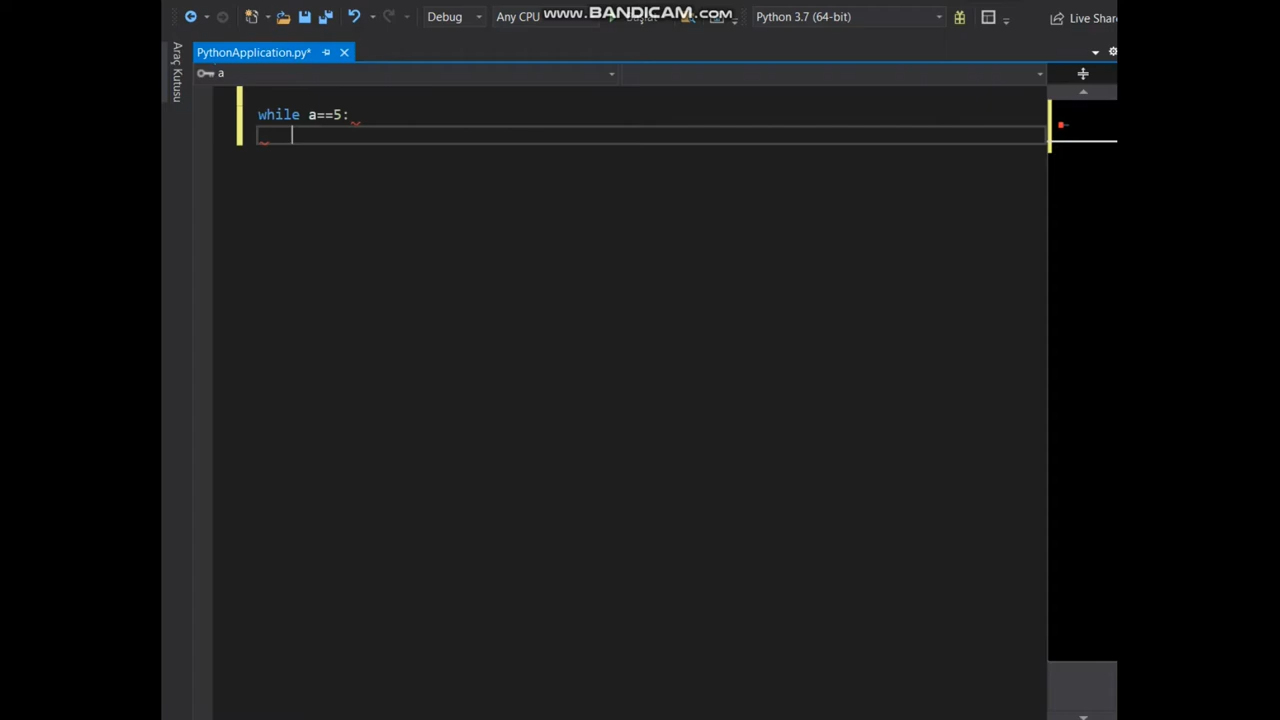 www.BANDICAM.com
Debug
Any CPU
Python 3.7 (64-bit)
Live Shar
Araç Kutusu
PythonApplication.py*
a
while a==5: